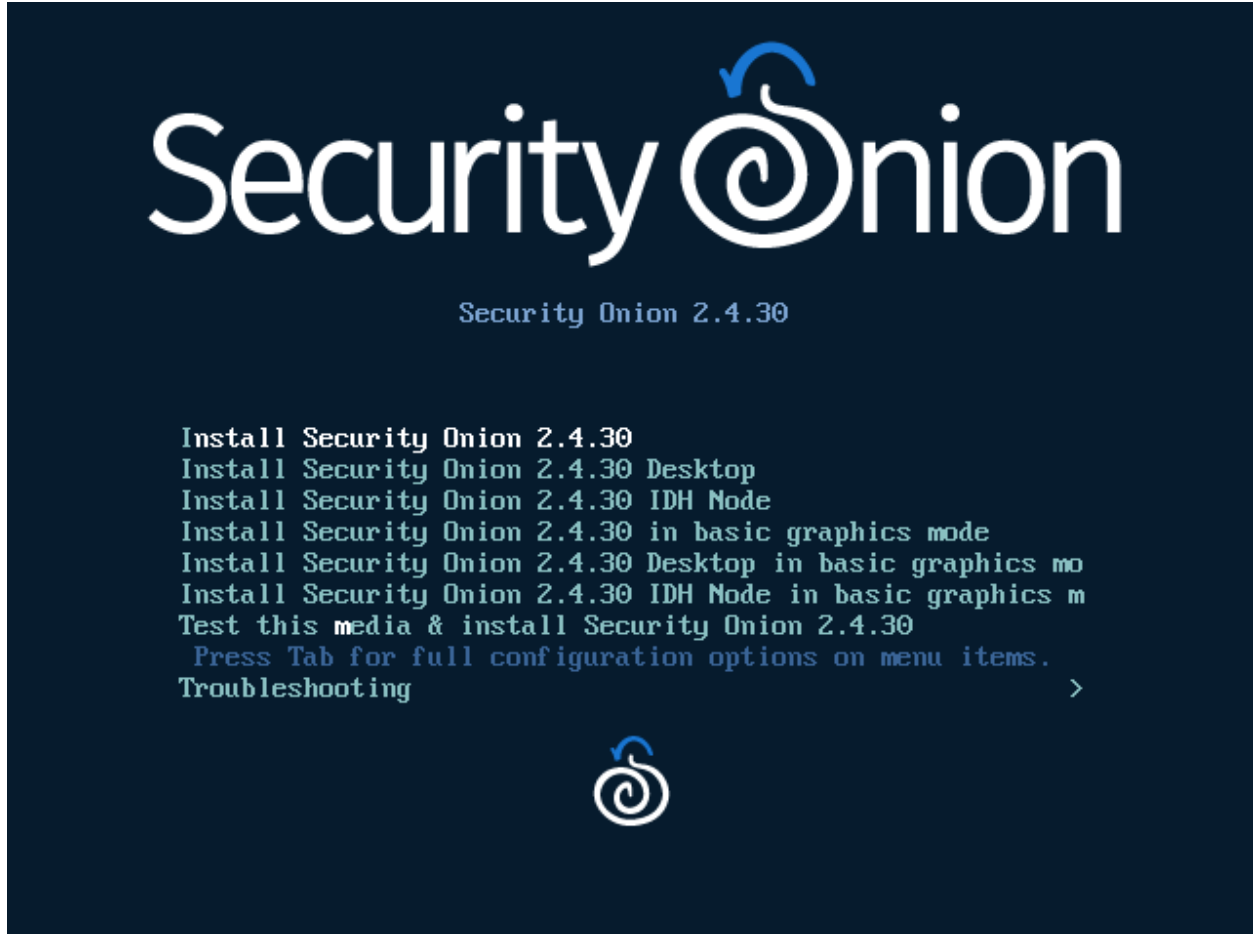 Security Onion
Security Onion 2.4.30
Install Security Onion 2.4.30
Install Security Onion 2.4.30 Desktop
Install Security Onion 2.4.30 IDH Node
Install Security Onion 2.4.30 in basic graphics mode
Install Security Onion 2.4.30 Desktop in basic graphics mo
Install Security Onion 2.4.30 IDH Node in basic graphics m
Test this media & install Security Onion 2.4.30
Press Tab for full configuration options on menu items.
Troubleshooting >